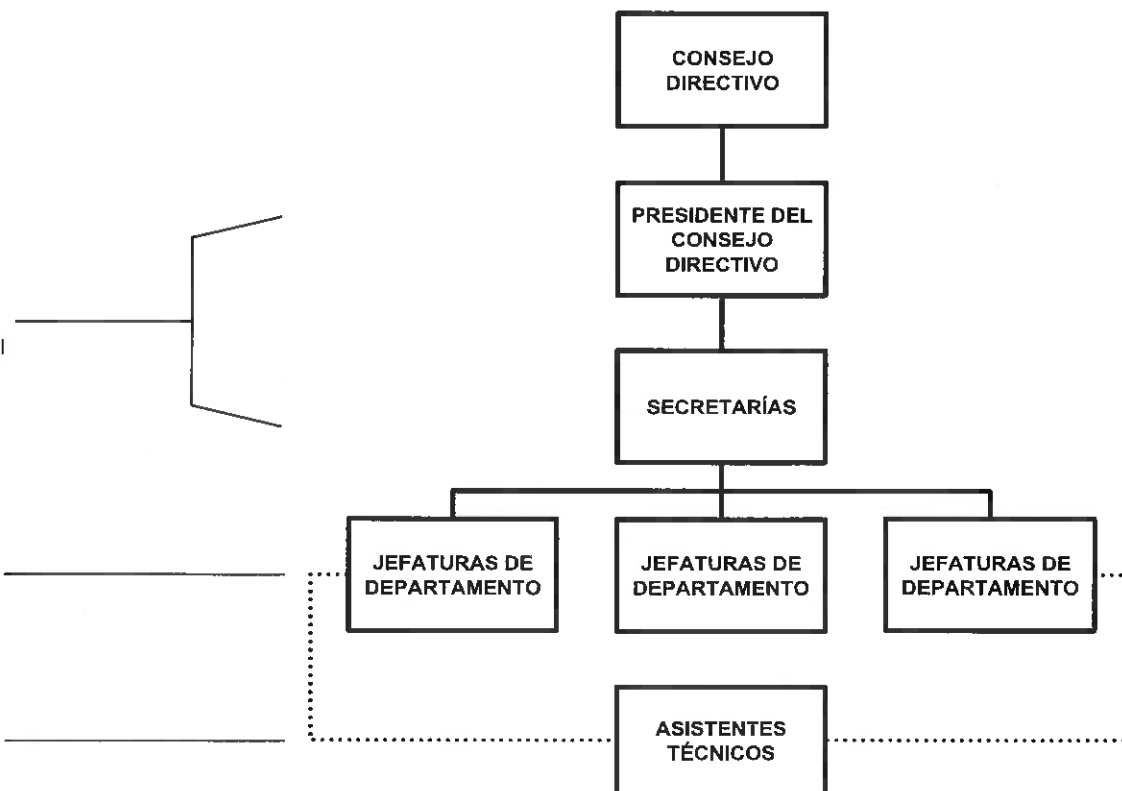 CONSEJO
DIRECTIVO
PRESIDENTE DEL
CONSEJO
DIRECTIVO
SECRETARÍAS
JEFATURAS DE
DEPARTAMENTO
JEFATURAS DE
DEPARTAMENTO
JEFATURAS DE
DEPARTAMENTO
ASISTENTES
TÉCNICOS